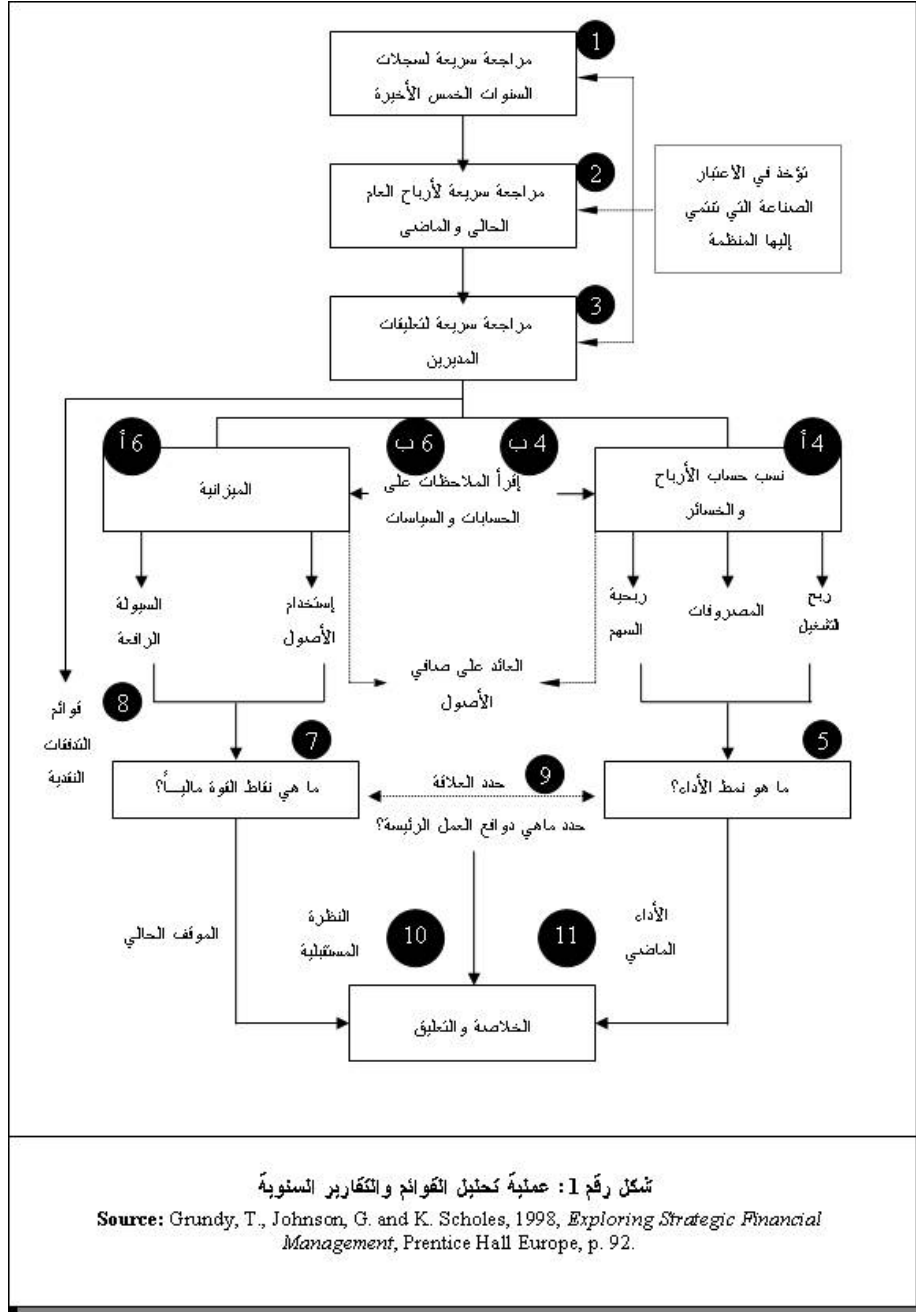 1
مراجعة سريعة لسجلات
السنوات الخمس الأخيرة
2
مراجعة سريعة لأرباح العام
الحالي والماضي
تؤخذ في الاعتبار
الصناعة التي تنتمي
إليها المنظمة
3
مراجعة سريعة لتعليقات
المديرين
4 أ
نسب حساب الأرباح
والخسائر
4 ب
6 ب
إقرأ الملاحظات على
الحسابات والسياسات
6 أ
الميزانية
ربح
التشغيل
المصروفات
ربحية
السهم
إستخدام
الأصول
السيولة
الرافعة
العائد على صافي
الأصول
8
قوائم
التدفقات
النقدية
5
ما هو نمط الأداء؟
9
حدد العلاقة
حدد ماهي دوافع العمل الرئيسة؟
7
ما هي نقاط القوة ماليـاً؟
الأداء
الماضي
11
10
النظرة
المستقبلية
الموقف الحالي
الخلاصة والتعليق
شكل رقم 1: عملية تحليل القوائم والتقارير السنوية
Source: Grundy, T., Johnson, G. and K. Scholes, 1998, Exploring Strategic Financial
Management, Prentice Hall Europe, p. 92.